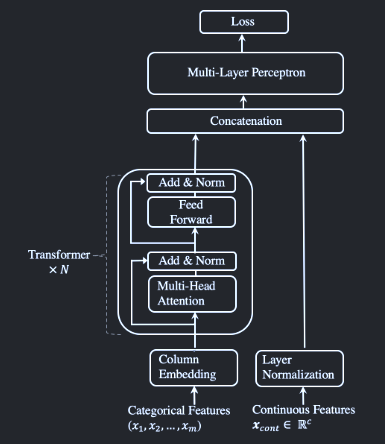 Loss
Multi-Layer Perceptron
Concatenation
Add & Norm
Feed
Forward
Transformer
× N
Add & Norm
Multi-Head
Attention
Column
Embedding
Layer
Normalization
Categorical Features
(x₁, x₂, ..., xₘ)
Continuous Features
x_cont ∈ ℝᶜ